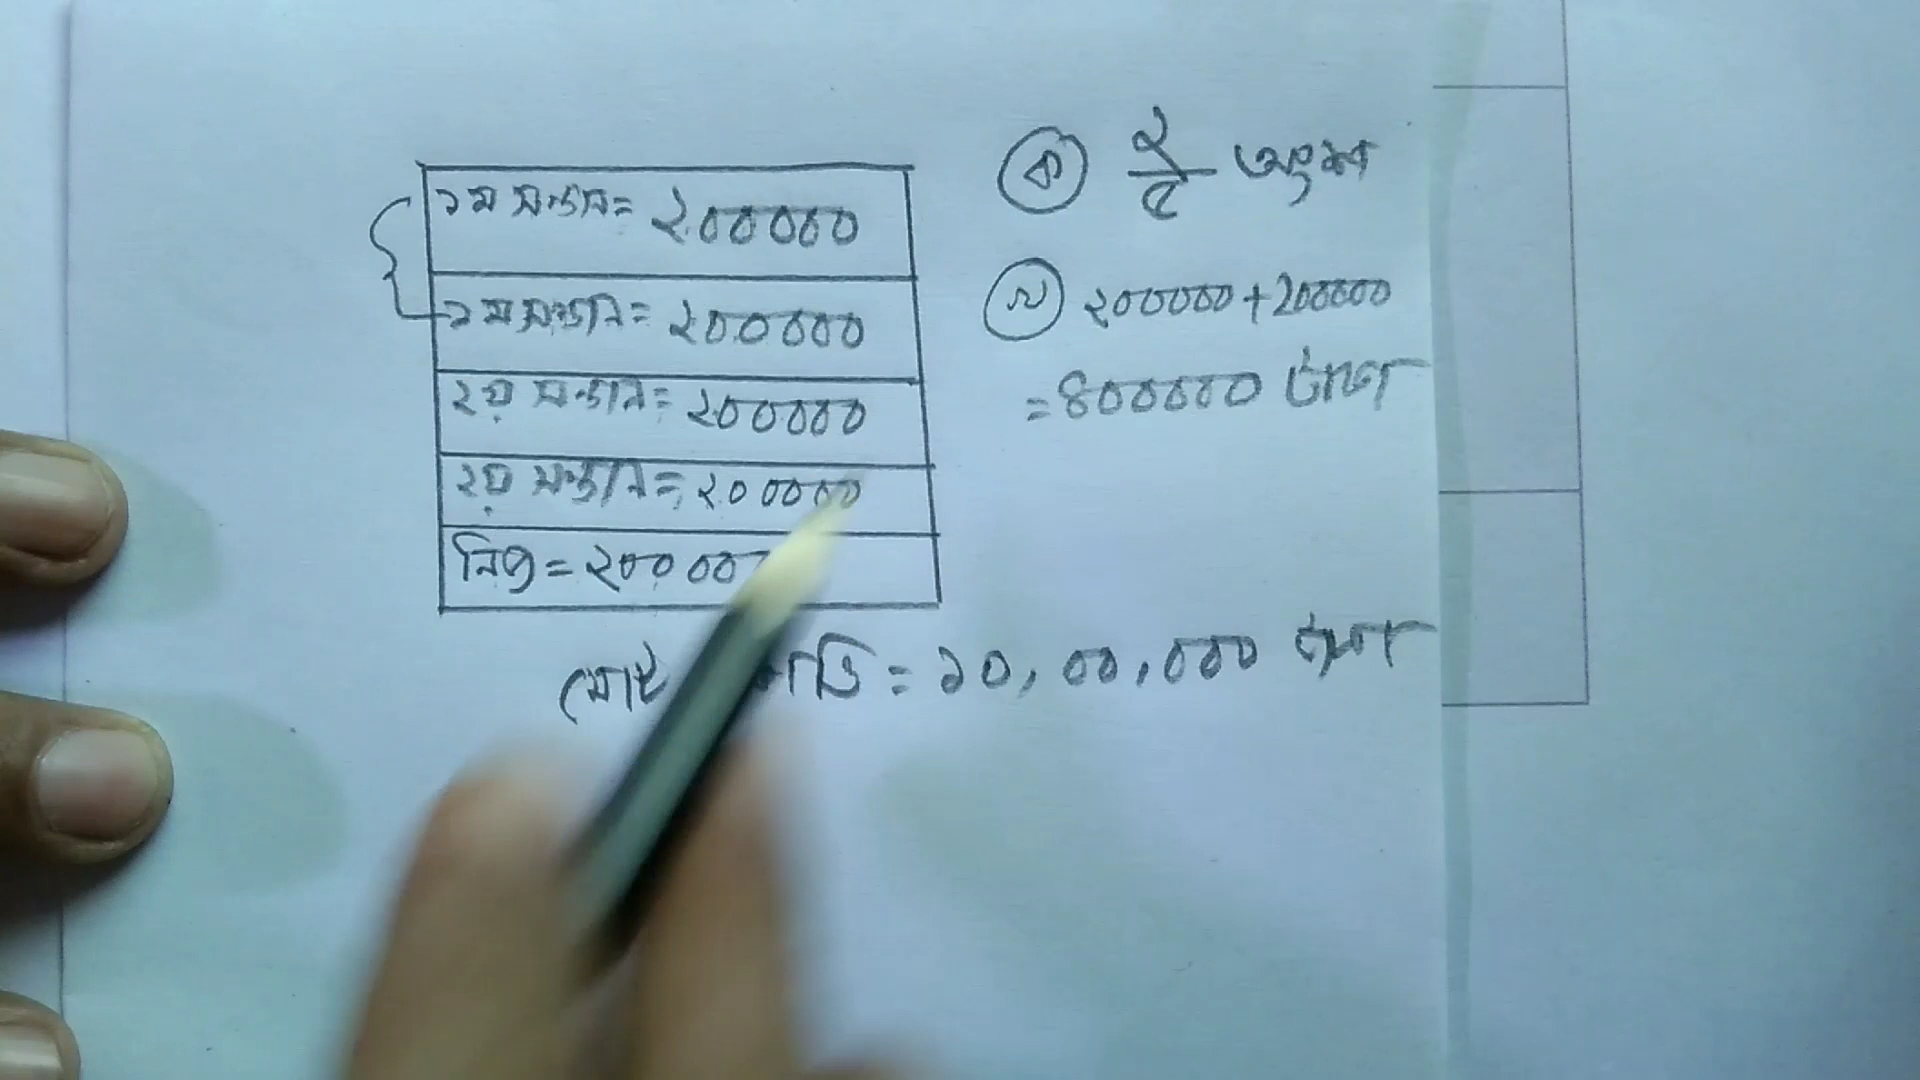 ১ম সন্তান = ২০০০০০
১ম সন্তান = ২০০০০০
২য় সন্তান = ২০০০০০
২য় সন্তান = ২০০০০০
নিজ = ২০০০০
মোট = ১০,০০,০০০ টাকা
ক ২/৫ অংশ
২০০০০০ + 200000
= ৪০০০০০ টাকা